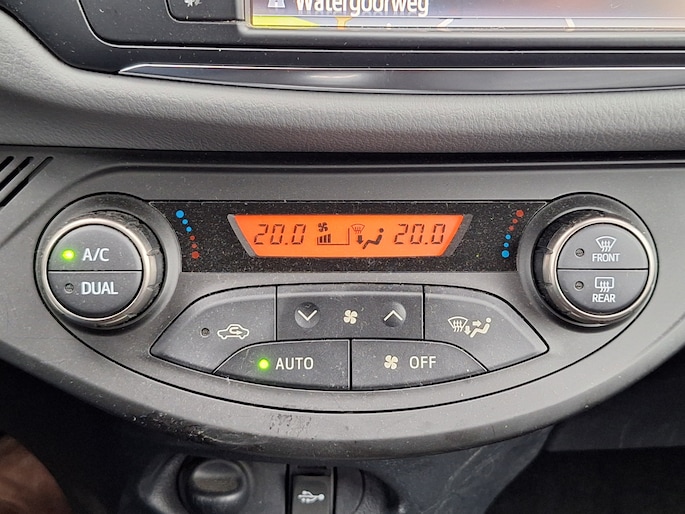 Watergoorweg
20.0 20.0
A/C
DUAL
FRONT
REAR
AUTO
OFF